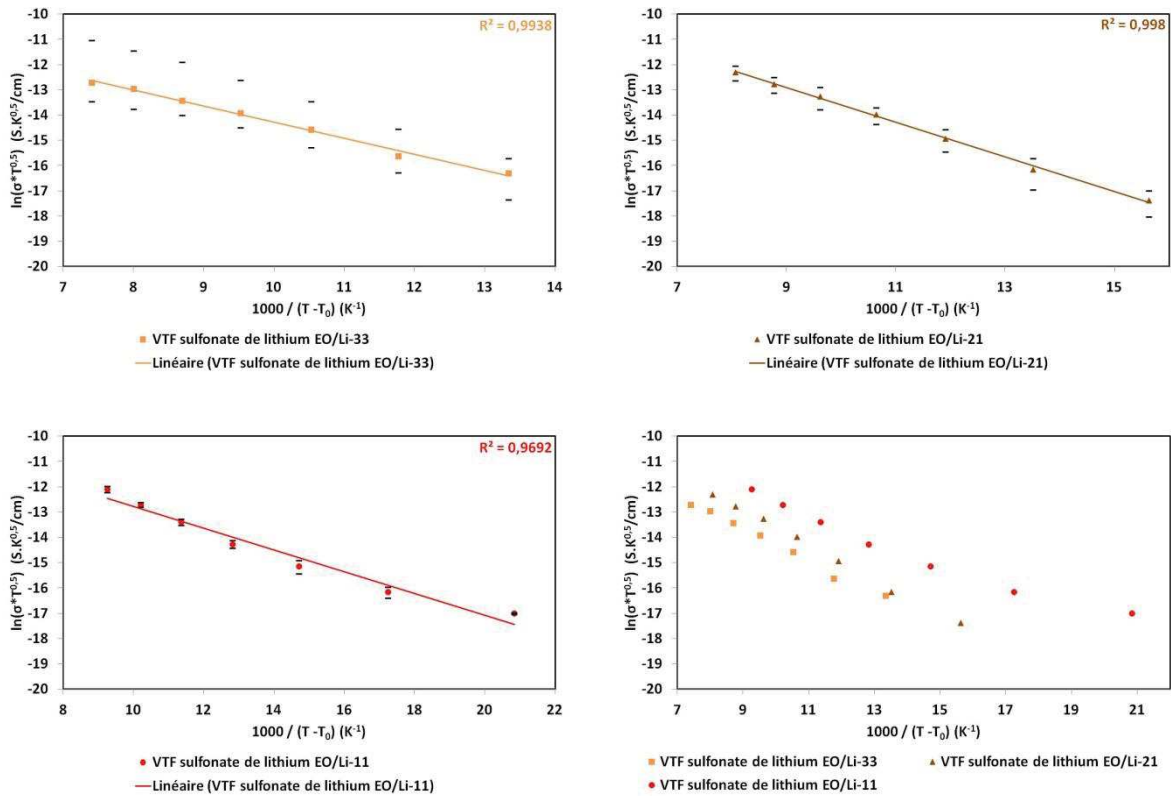 R² = 0,9938
-10
-11
-12
-13
-14
-15
-16
-17
-18
-19
-20
ln(σ*T^0,5) (S.K^0,5/cm)
7 8 9 10 11 12 13 14
1000 / (T -T₀) (K⁻¹)
VTF sulfonate de lithium EO/Li-33
Linéaire (VTF sulfonate de lithium EO/Li-33)
R² = 0,998
-10
-11
-12
-13
-14
-15
-16
-17
-18
-19
-20
ln(σ*T^0,5) (S.K^0,5/cm)
7 9 11 13 15
1000 / (T -T₀) (K⁻¹)
VTF sulfonate de lithium EO/Li-21
Linéaire (VTF sulfonate de lithium EO/Li-21)
R² = 0,9692
-10
-11
-12
-13
-14
-15
-16
-17
-18
-19
-20
ln(σ*T^0,5) (S.K^0,5/cm)
8 10 12 14 16 18 20 22
1000 / (T -T₀) (K⁻¹)
VTF sulfonate de lithium EO/Li-11
Linéaire (VTF sulfonate de lithium EO/Li-11)
-10
-11
-12
-13
-14
-15
-16
-17
-18
-19
-20
ln(σ*T^0,5) (S.K^0,5/cm)
7 9 11 13 15 17 19 21
1000 / (T -T₀) (K⁻¹)
VTF sulfonate de lithium EO/Li-33 VTF sulfonate de lithium EO/Li-21
VTF sulfonate de lithium EO/Li-11